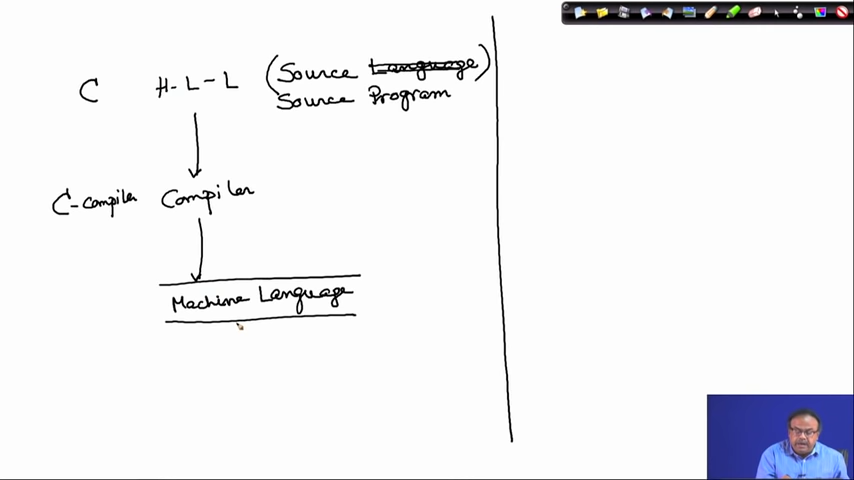 C H-L-L (Source Language)
Source Program
C-compiler Compiler
Machine Language